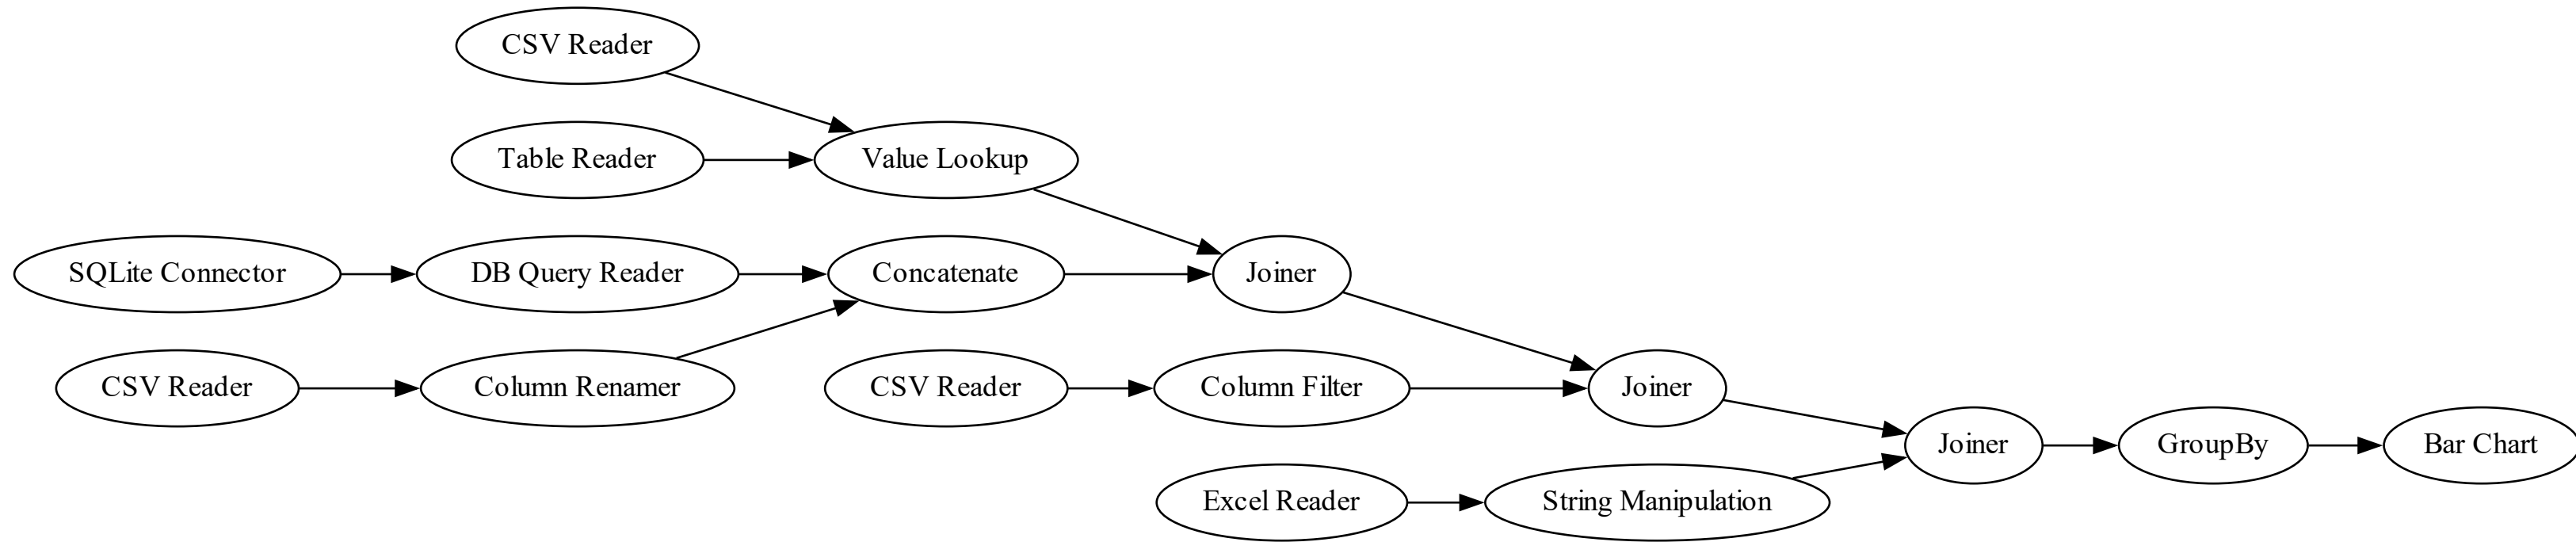 CSV Reader
Table Reader
Value Lookup
SQLite Connector
DB Query Reader
Concatenate
Joiner
CSV Reader
Column Renamer
CSV Reader
Column Filter
Joiner
Joiner
GroupBy
Bar Chart
Excel Reader
String Manipulation